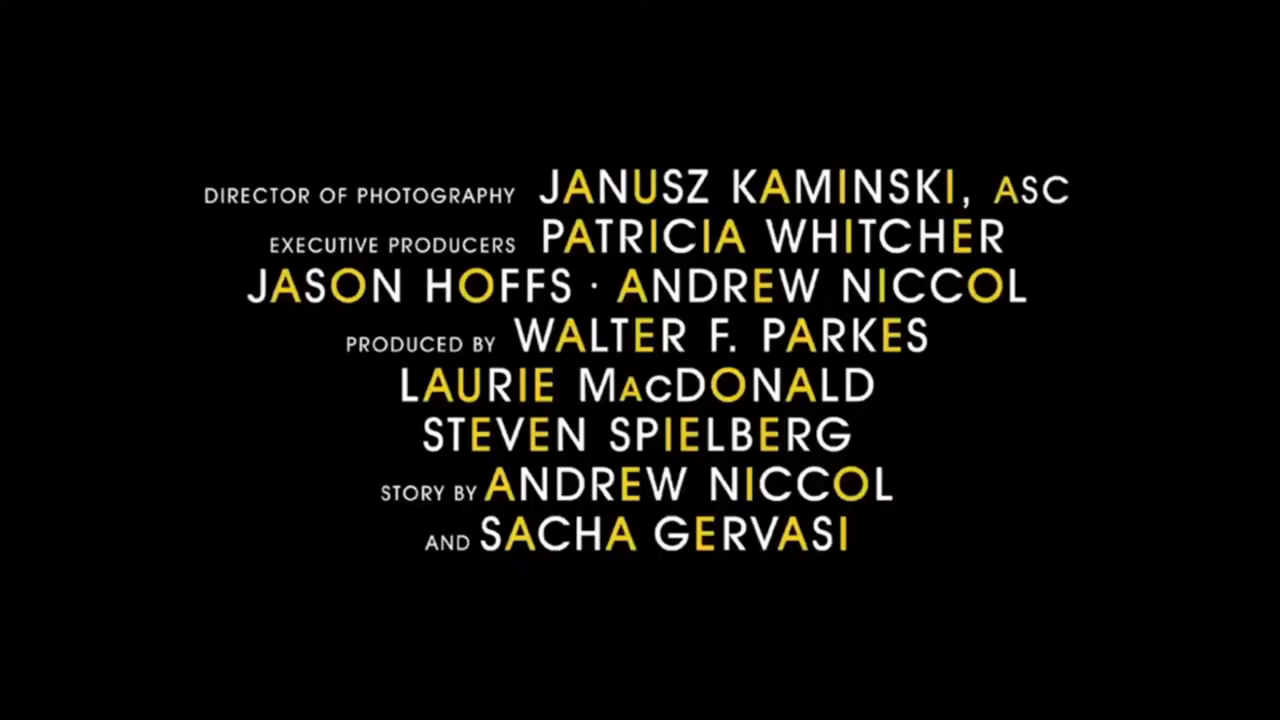 DIRECTOR OF PHOTOGRAPHY JANUSZ KAMINSKI, ASC
EXECUTIVE PRODUCERS PATRICIA WHITCHER
JASON HOFFS · ANDREW NICCOL
PRODUCED BY WALTER F. PARKES
LAURIE MACDONALD
STEVEN SPIELBERG
STORY BY ANDREW NICCOL
AND SACHA GERVASI